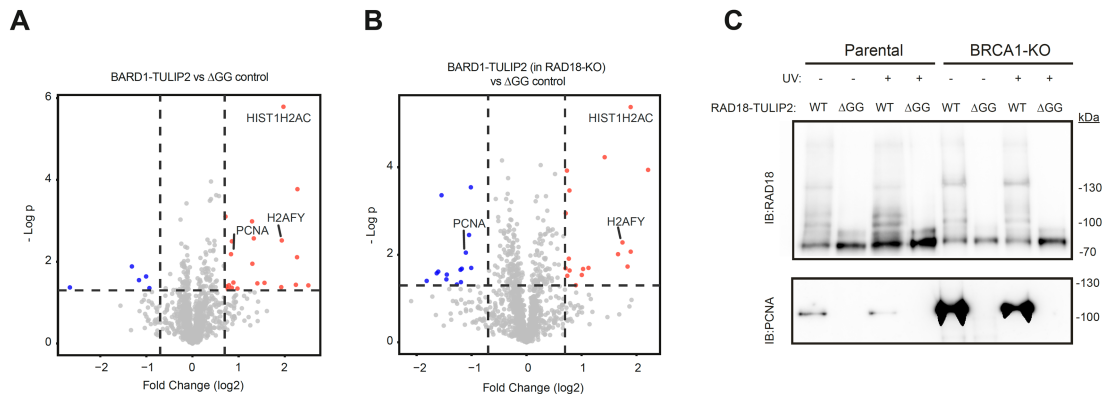 A
BARD1-TULIP2 vs ΔGG control
6
4
2
0
-2
-1
0
1
2
- Log p
Fold Change (log2)
HIST1H2AC
H2AFY
PCNA
B
BARD1-TULIP2 (in RAD18-KO)
vs ΔGG control
4
2
0
−2
−1
0
1
2
- Log p
Fold Change (log2)
HIST1H2AC
H2AFY
PCNA
C
Parental BRCA1-KO
UV: - - + + - - + +
RAD18-TULIP2: WT ΔGG WT ΔGG WT ΔGG WT ΔGG
kDa
IB:RAD18
-130
-100
-70
IB:PCNA
-130
-100